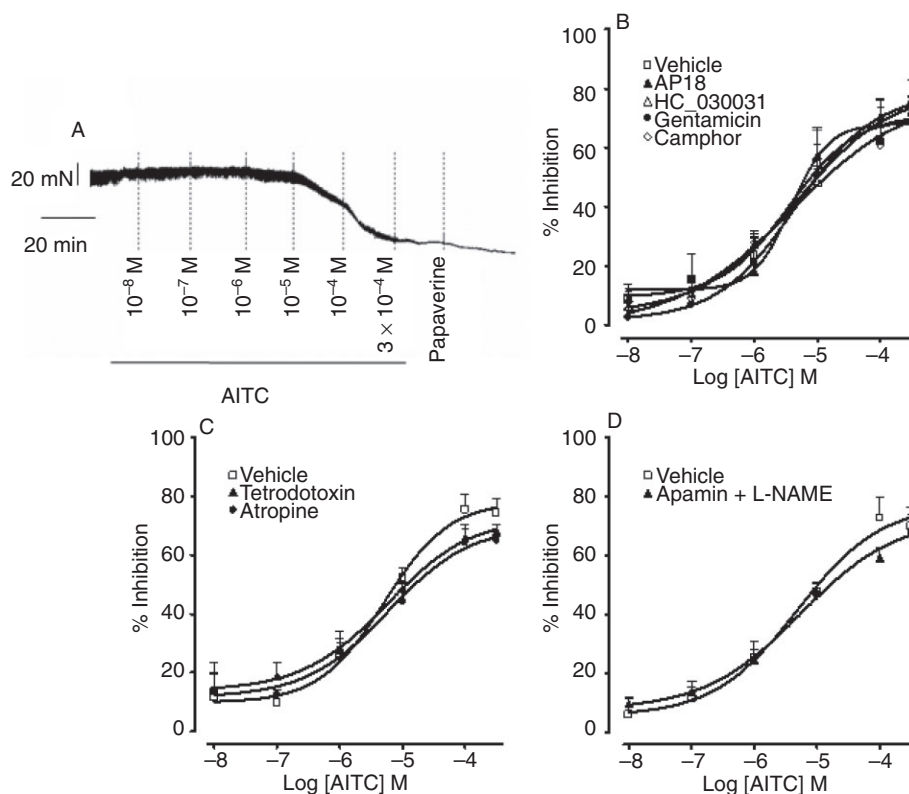 A
20 mN
20 min
10⁻⁸ M
10⁻⁷ M
10⁻⁶ M
10⁻⁵ M
10⁻⁴ M
3 × 10⁻⁴ M
Papaverine
AITC
B
Vehicle
AP18
HC_030031
Gentamicin
Camphor
% Inhibition
100
80
60
40
20
0
–8
–7
–6
–5
–4
Log [AITC] M
C
Vehicle
Tetrodotoxin
Atropine
% Inhibition
100
80
60
40
20
0
–8
–7
–6
–5
–4
Log [AITC] M
D
Vehicle
Apamin + L-NAME
% Inhibition
100
80
60
40
20
0
–8
–7
–6
–5
–4
Log [AITC] M